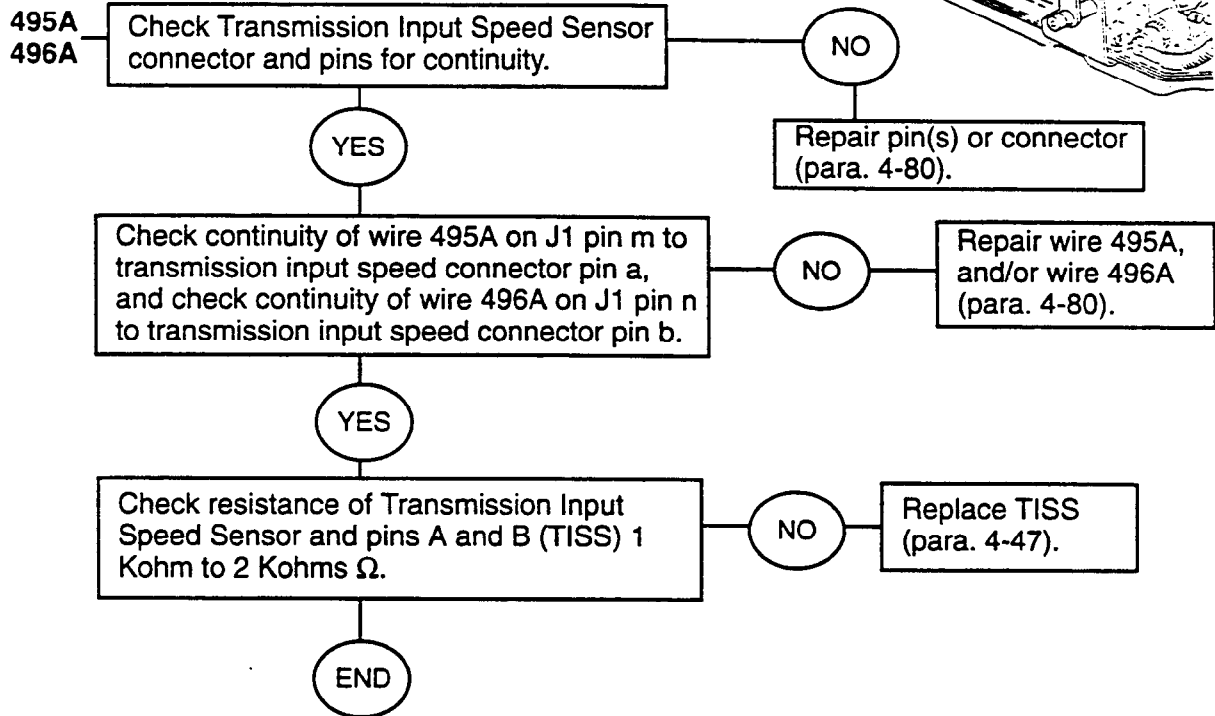 495A
496A
Check Transmission Input Speed Sensor
connector and pins for continuity.
NO
YES
Repair pin(s) or connector
(para. 4-80).
Check continuity of wire 495A on J1 pin m to
transmission input speed connector pin a,
and check continuity of wire 496A on J1 pin n
to transmission input speed connector pin b.
NO
Repair wire 495A,
and/or wire 496A
(para. 4-80).
YES
Check resistance of Transmission Input
Speed Sensor and pins A and B (TISS) 1
Kohm to 2 Kohms Ω.
NO
Replace TISS
(para. 4-47).
END